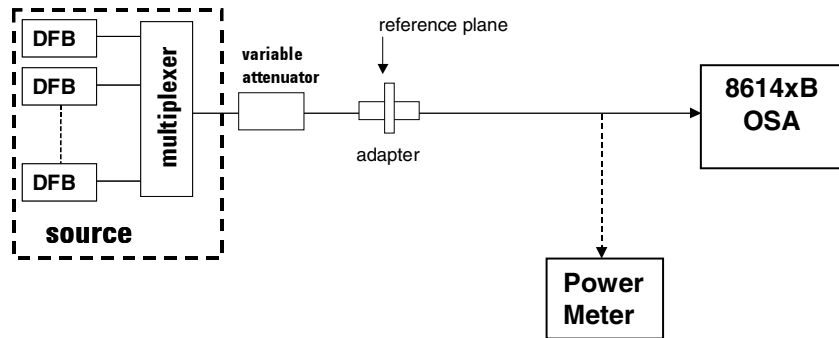 DFB
DFB
DFB
multiplexer
source
variable
attenuator
reference plane
adapter
8614xB
OSA
Power
Meter